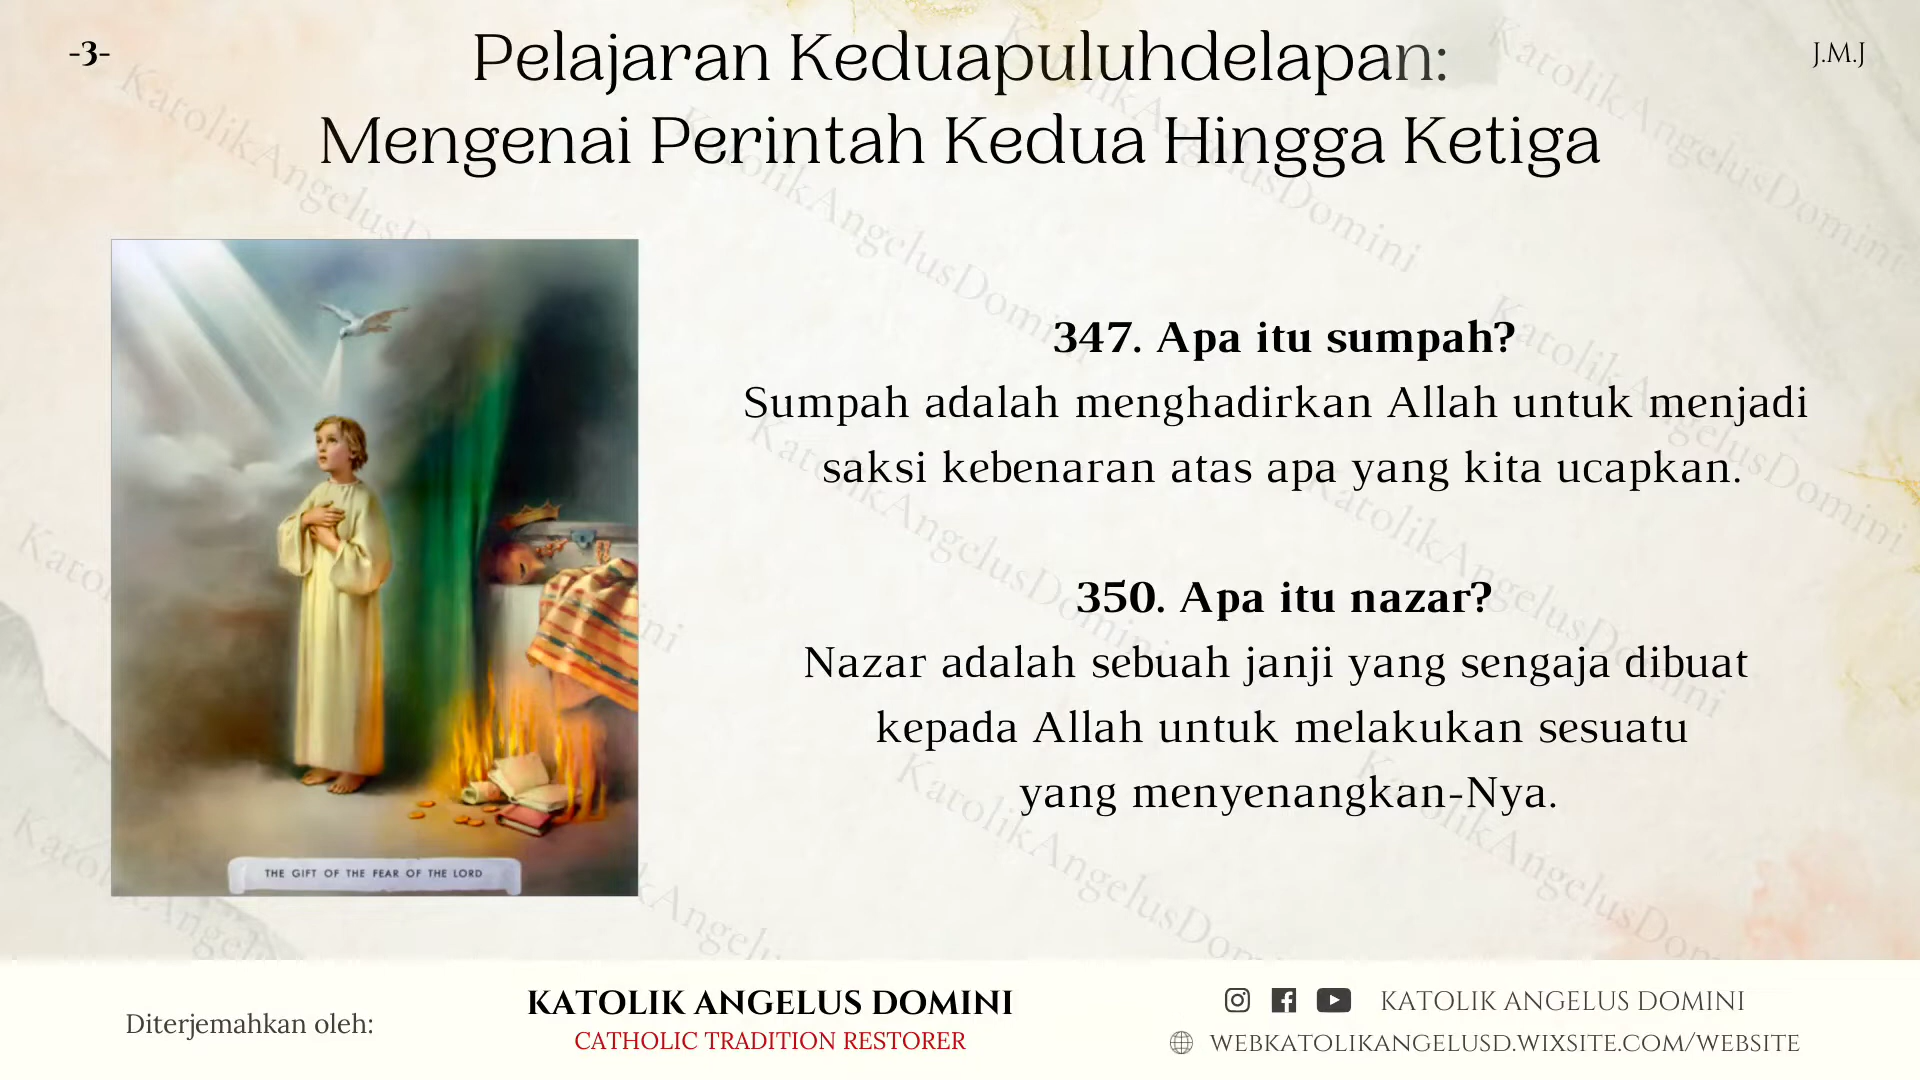 -3-
Pelajaran Keduapuluhdelapan:
J.M.J
Mengenai Perintah Kedua Hingga Ketiga
347. Apa itu sumpah?
Sumpah adalah menghadirkan Allah untuk menjadi
saksi kebenaran atas apa yang kita ucapkan.
350. Apa itu nazar?
Nazar adalah sebuah janji yang sengaja dibuat
kepada Allah untuk melakukan sesuatu
yang menyenangkan-Nya.
THE GIFT OF THE FEAR OF THE LORD
Diterjemahkan oleh:
KATOLIK ANGELUS DOMINI
CATHOLIC TRADITION RESTORER
KATOLIK ANGELUS DOMINI
WEBKATOLIKANGELUSD.WIXSITE.COM/WEBSITE
KatolikAngelusDomini